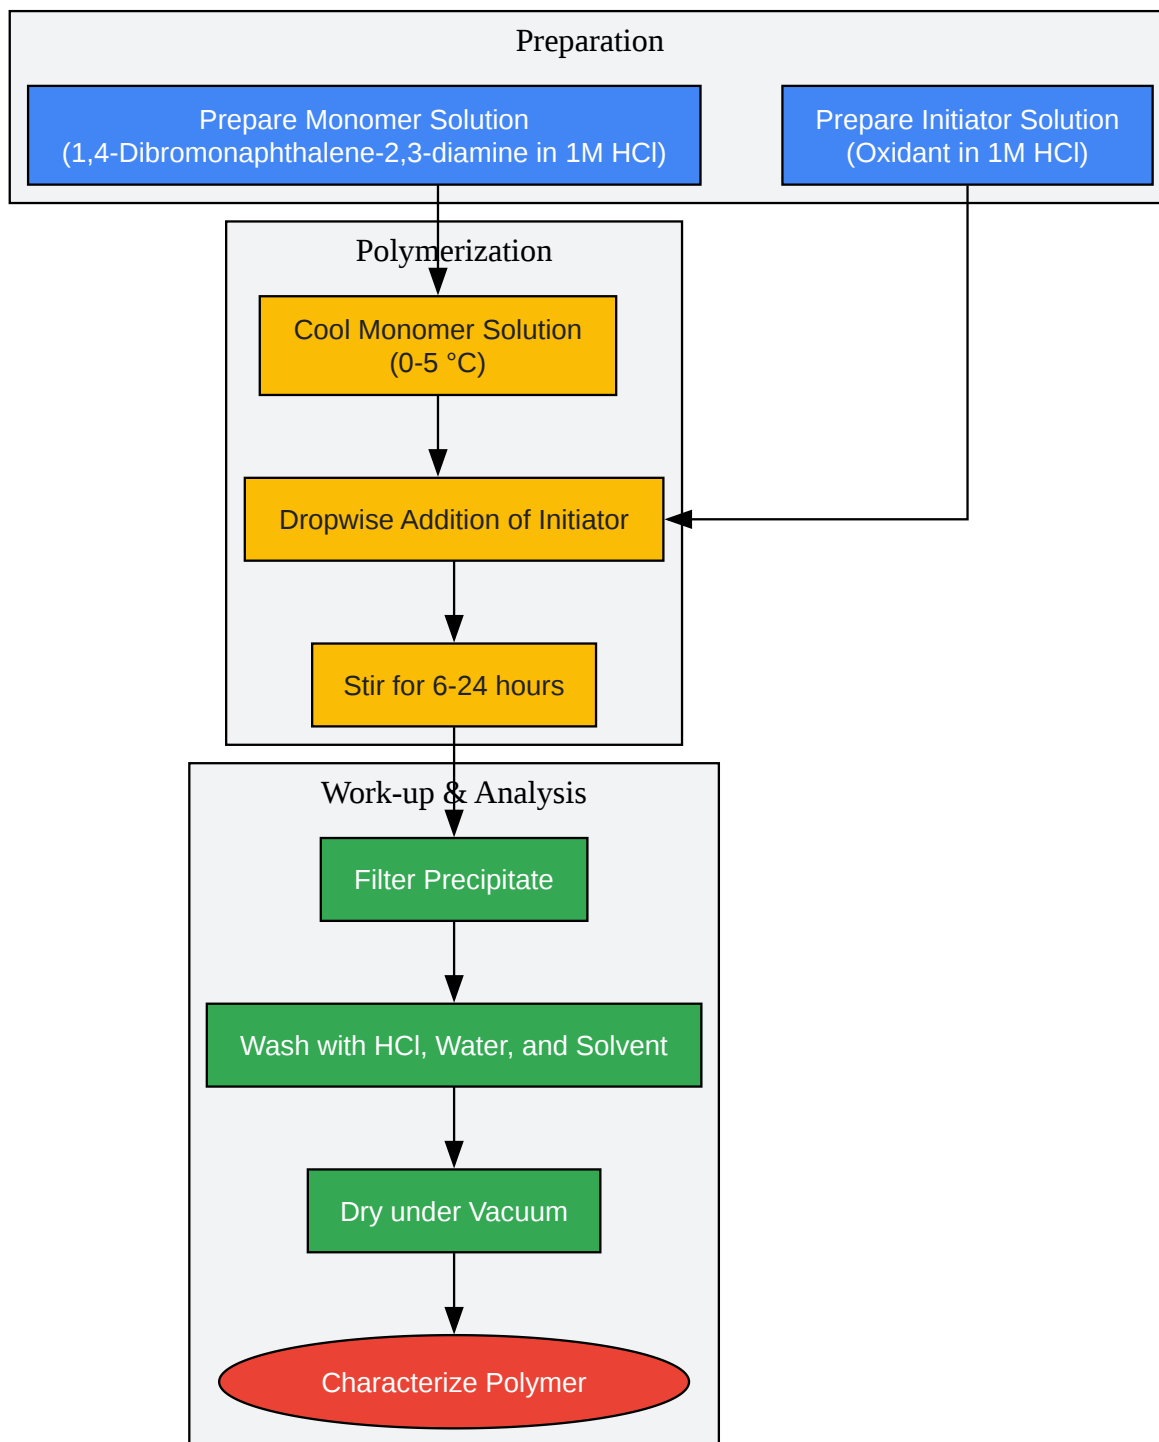 Preparation
Prepare Monomer Solution
(1,4-Dibromonaphthalene-2,3-diamine in 1M HCl)
Prepare Initiator Solution
(Oxidant in 1M HCl)
Polymerization
Cool Monomer Solution
(0-5 °C)
Dropwise Addition of Initiator
Stir for 6-24 hours
Work-up & Analysis
Filter Precipitate
Wash with HCl, Water, and Solvent
Dry under Vacuum
Characterize Polymer